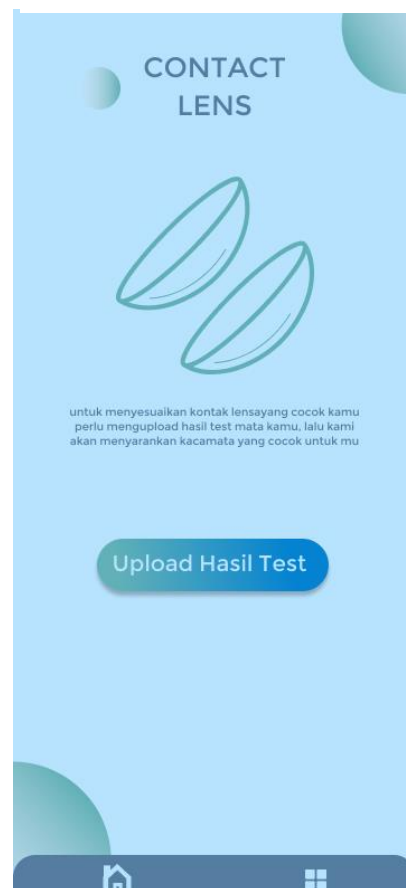 CONTACT
LENS
untuk menyesuaikan kontak lensayang cocok kamu
perlu mengupload hasil test mata kamu, lalu kami
akan menyarankan kacamata yang cocok untuk mu
Upload Hasil Test